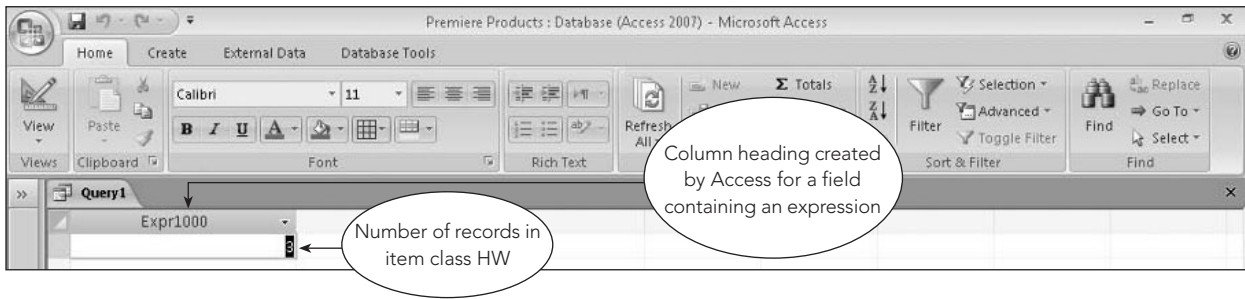 Premiere Products : Database (Access 2007) - Microsoft Access
Home Create External Data Database Tools
Calibri 11 New Σ Totals Selection Replace
View Paste B I U A Refresh All Filter Advanced Find Go To
Toggle Filter Select
Views Clipboard Font Rich Text Sort & Filter Find
Column heading created
by Access for a field
containing an expression
Query1
Expr1000
3
Number of records in
item class HW